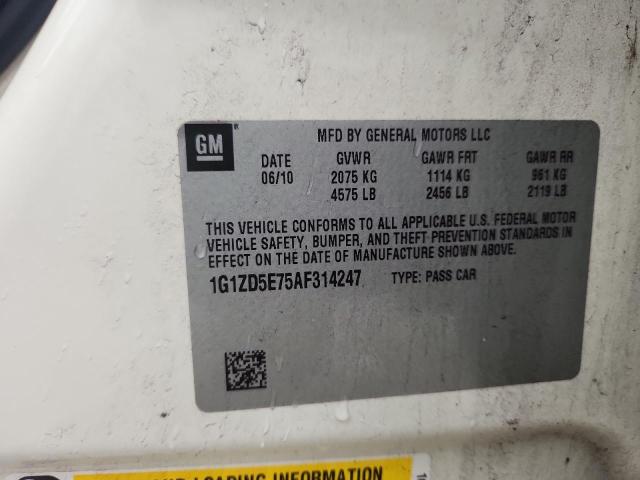 GM
MFD BY GENERAL MOTORS LLC
DATE GVWR GAWR FRT GAWR RR
06/10 2075 KG 1114 KG 961 KG
4575 LB 2456 LB 2119 LB
THIS VEHICLE CONFORMS TO ALL APPLICABLE U.S. FEDERAL MOTOR
VEHICLE SAFETY, BUMPER, AND THEFT PREVENTION STANDARDS IN
EFFECT ON THE DATE OF MANUFACTURE SHOWN ABOVE.
1G1ZD5E75AF314247 TYPE: PASS CAR
LOADING INFORMATION